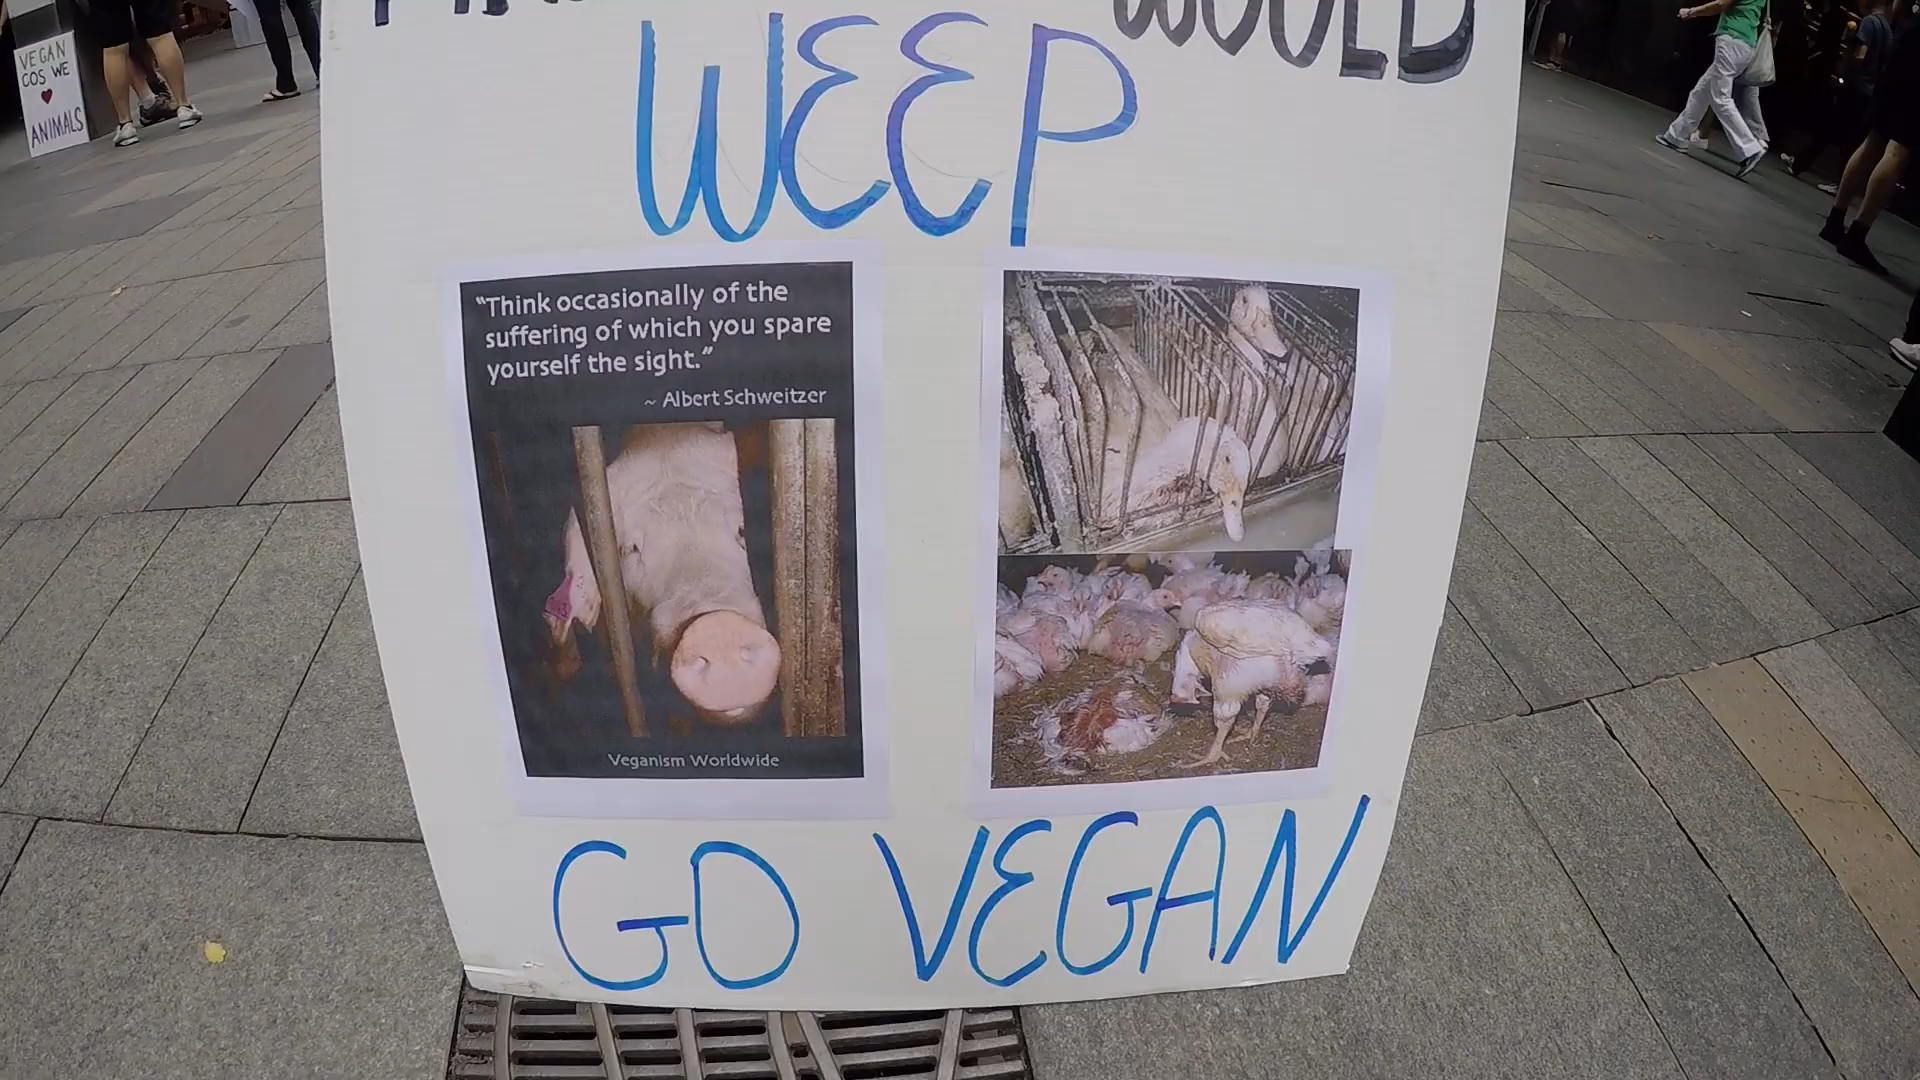 VEGAN
COS WE
ANIMALS
WOULD
WEEP
"Think occasionally of the
suffering of which you spare
yourself the sight."
~ Albert Schweitzer
Veganism Worldwide
GO VEGAN